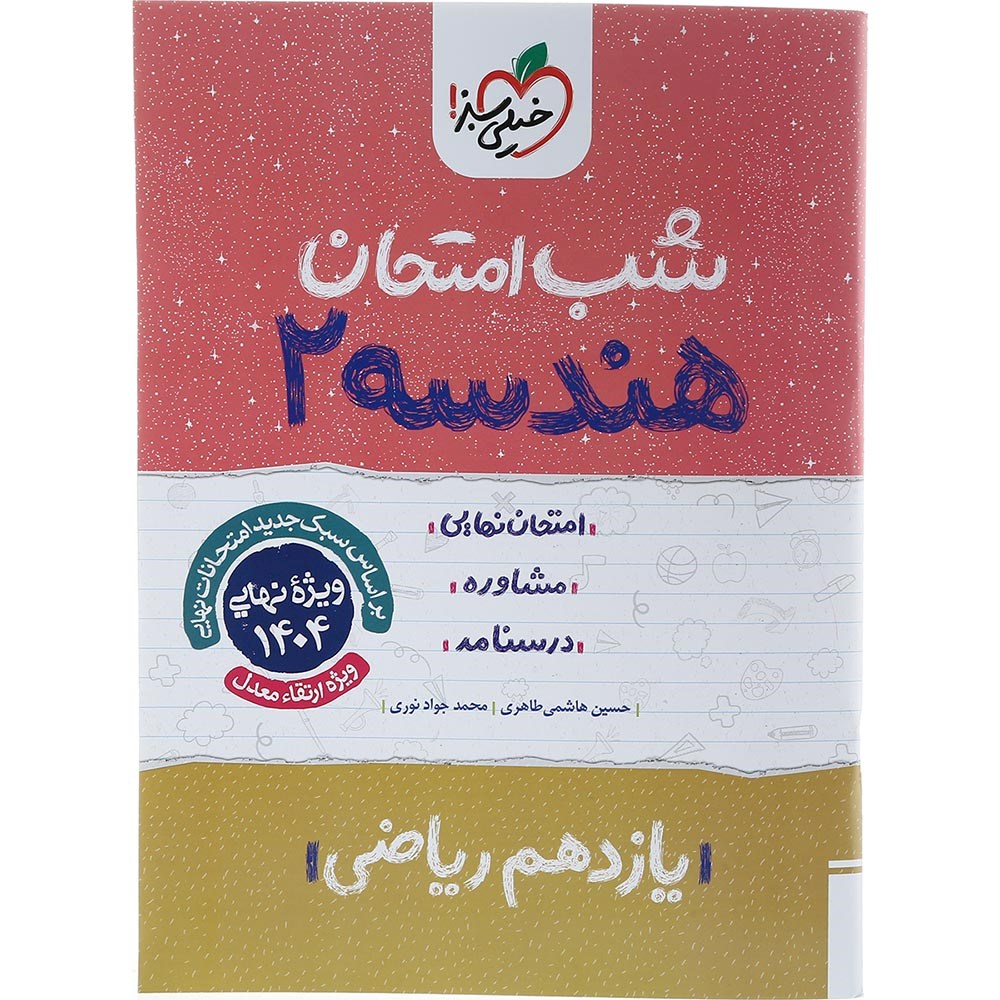 خیلی سبز!
شب امتحان
هندسه ۲
امتحان نهایی
مشاوره
درسنامه
بر اساس سبک جدید امتحانات نهایی
ویژهٔ نهایی
۱۴۰۴
ویژه ارتقاء معدل
حسین هاشمی طاهری | محمد جواد نوری
یازدهم ریاضی